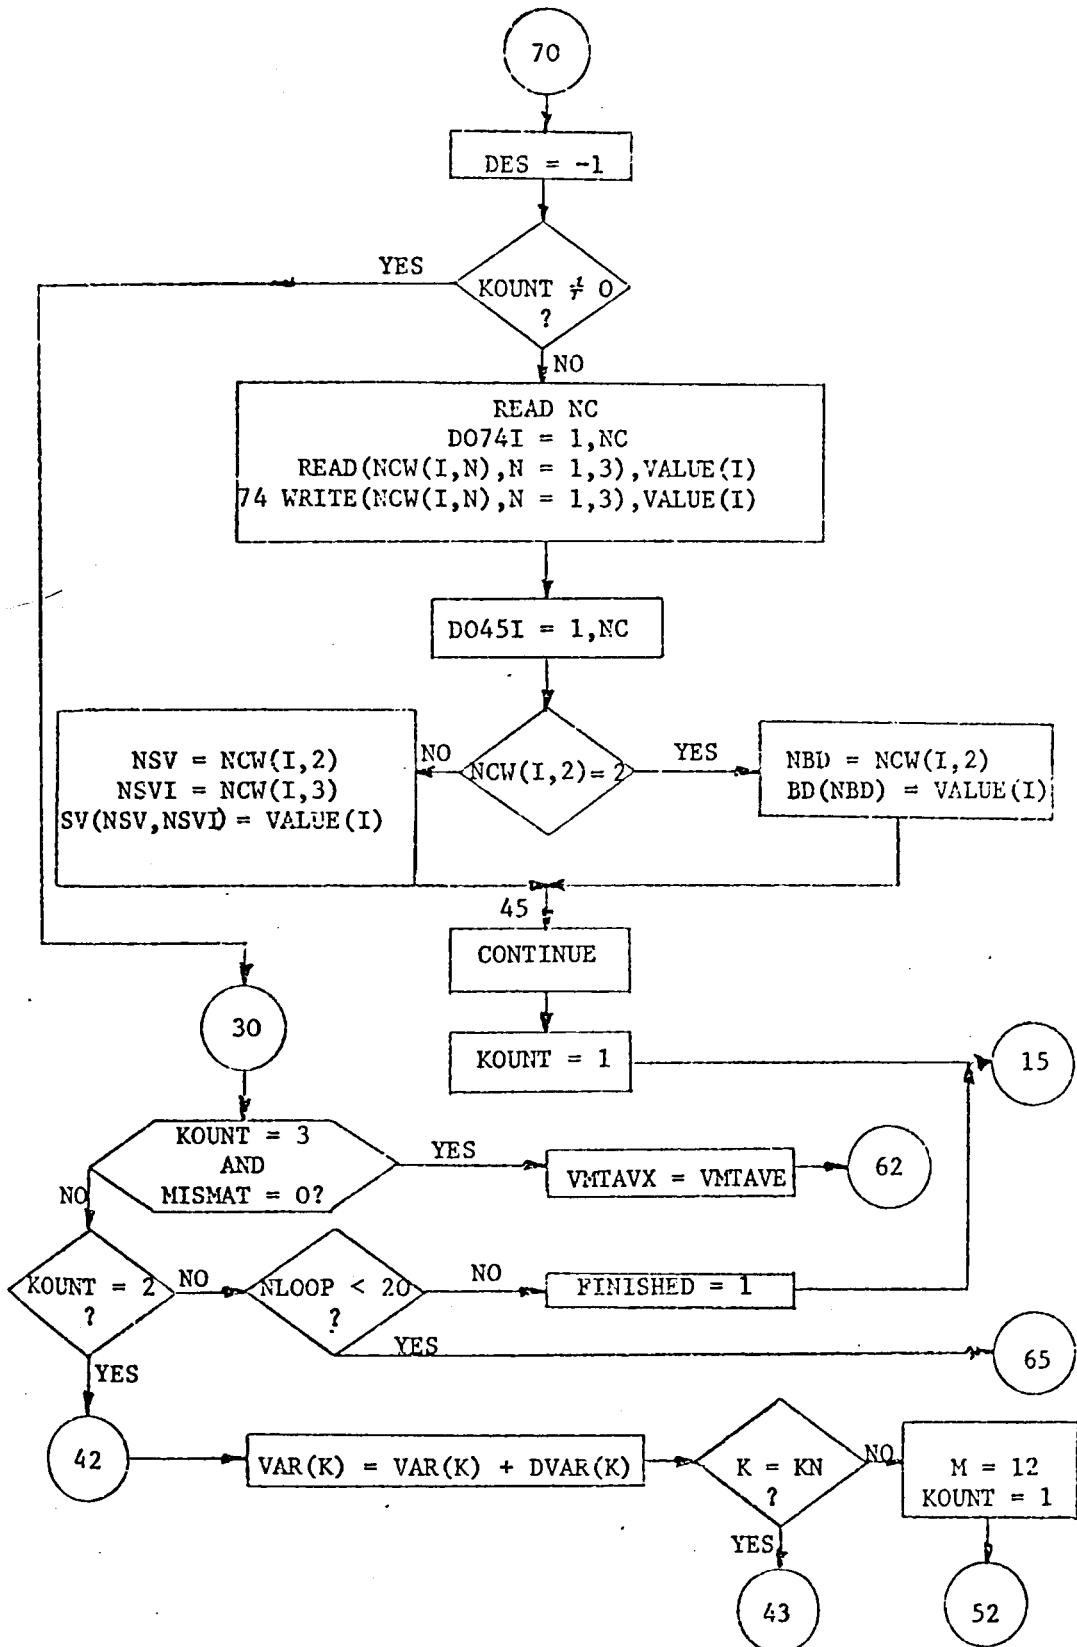 70
DES = -1
YES
KOUNT ≠ 0
?
NO
READ NC
DO74I = 1,NC
READ(NCW(I,N),N = 1,3),VALUE(I)
74 WRITE(NCW(I,N),N = 1,3),VALUE(I)
DO45I = 1,NC
NSV = NCW(I,2)
NSVI = NCW(I,3)
SV(NSV,NSVI) = VALUE(I)
NO
NCW(I,2) = 2
YES
NBD = NCW(I,2)
BD(NBD) = VALUE(I)
45
CONTINUE
30
KOUNT = 1
15
KOUNT = 3
AND
MISMAT = 0?
YES
VMTAVX = VMTAVE
62
NO
KOUNT = 2
?
NO
NLOOP < 20
?
NO
FINISHED = 1
YES
65
YES
42
VAR(K) = VAR(K) + DVAR(K)
K = KN
?
NO
M = 12
KOUNT = 1
YES
43
52